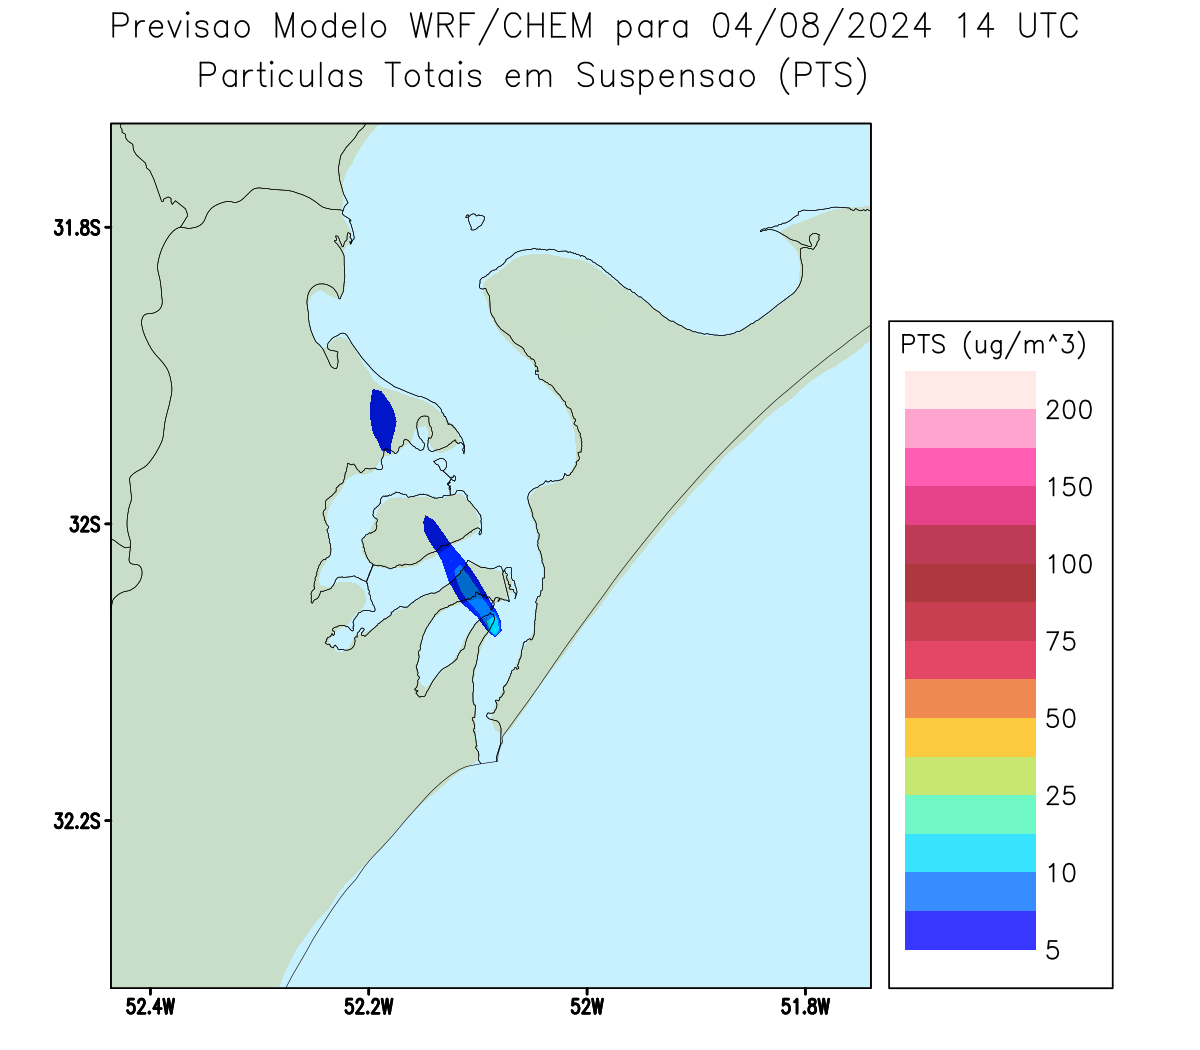 Previsao Modelo WRF/CHEM para 04/08/2024 14 UTC
Particulas Totais em Suspensao (PTS)
31.8S
32S
32.2S
52.4W
52.2W
52W
51.8W
PTS (ug/m^3)
200
150
100
75
50
25
10
5